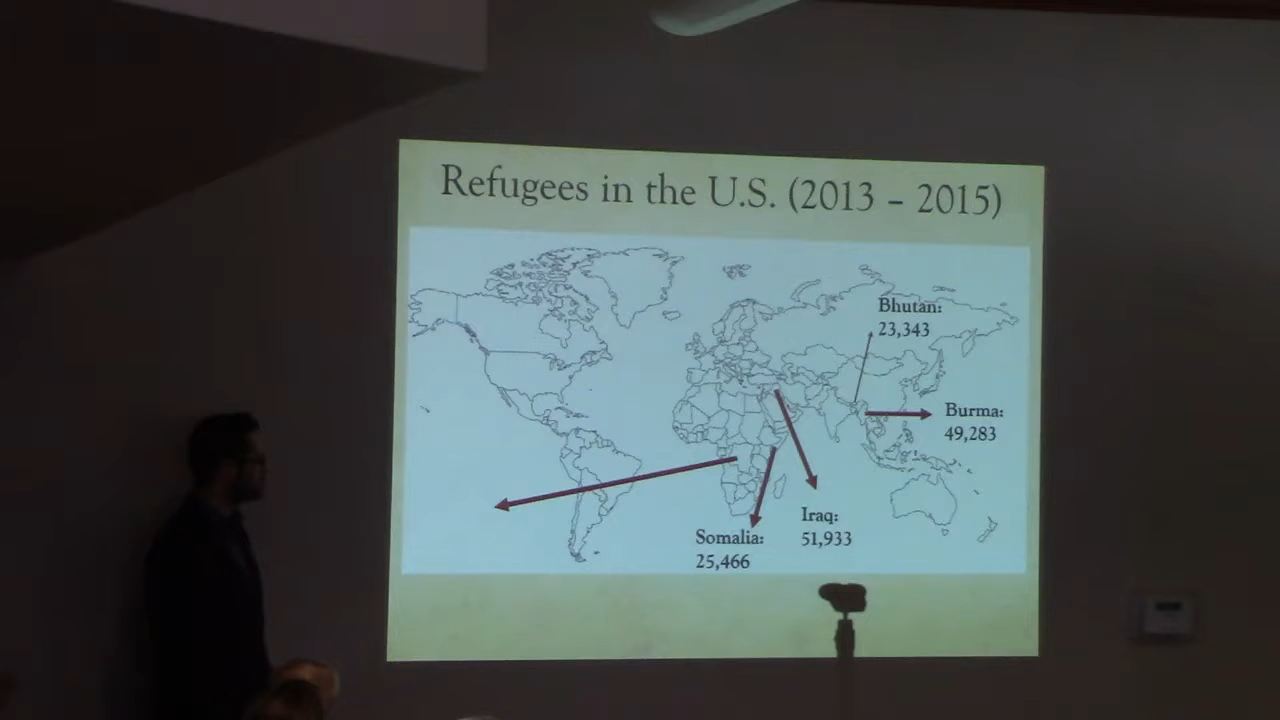 Refugees in the U.S. (2013 – 2015)
Bhutan:
23,343
Burma:
49,283
Iraq:
51,933
Somalia:
25,466